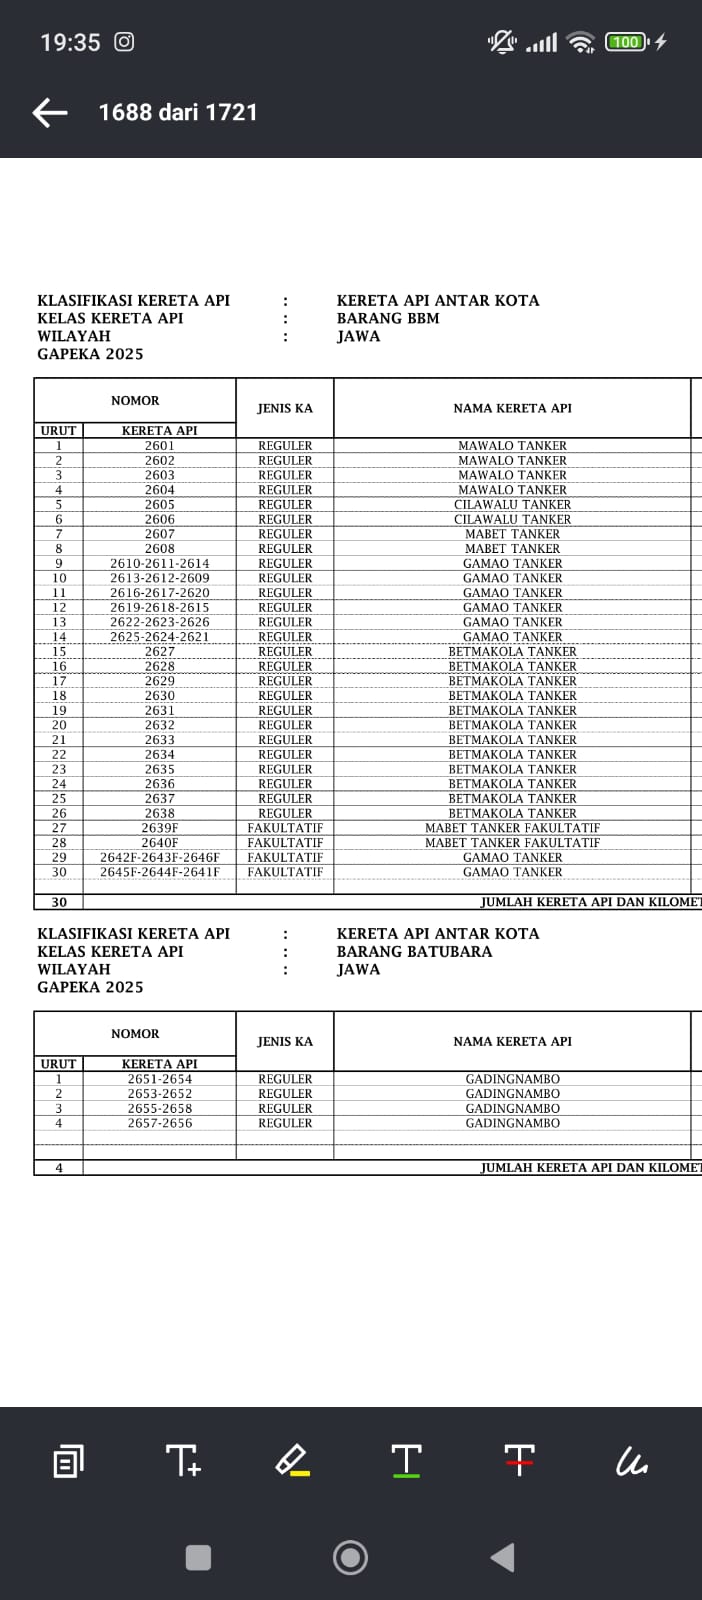 19:35
100
1688 dari 1721
KLASIFIKASI KERETA API : KERETA API ANTAR KOTA
KELAS KERETA API : BARANG BBM
WILAYAH : JAWA
GAPEKA 2025
NOMOR JENIS KA NAMA KERETA API
URUT KERETA API
1 2601 REGULER MAWALO TANKER
2 2602 REGULER MAWALO TANKER
3 2603 REGULER MAWALO TANKER
4 2604 REGULER MAWALO TANKER
5 2605 REGULER CILAWALU TANKER
6 2606 REGULER CILAWALU TANKER
7 2607 REGULER MABET TANKER
8 2608 REGULER MABET TANKER
9 2610-2611-2614 REGULER GAMAO TANKER
10 2613-2612-2609 REGULER GAMAO TANKER
11 2616-2617-2620 REGULER GAMAO TANKER
12 2619-2618-2615 REGULER GAMAO TANKER
13 2622-2623-2626 REGULER GAMAO TANKER
14 2625-2624-2621 REGULER GAMAO TANKER
15 2627 REGULER BETMAKOLA TANKER
16 2628 REGULER BETMAKOLA TANKER
17 2629 REGULER BETMAKOLA TANKER
18 2630 REGULER BETMAKOLA TANKER
19 2631 REGULER BETMAKOLA TANKER
20 2632 REGULER BETMAKOLA TANKER
21 2633 REGULER BETMAKOLA TANKER
22 2634 REGULER BETMAKOLA TANKER
23 2635 REGULER BETMAKOLA TANKER
24 2636 REGULER BETMAKOLA TANKER
25 2637 REGULER BETMAKOLA TANKER
26 2638 REGULER BETMAKOLA TANKER
27 2639F FAKULTATIF MABET TANKER FAKULTATIF
28 2640F FAKULTATIF MABET TANKER FAKULTATIF
29 2642F-2643F-2646F FAKULTATIF GAMAO TANKER
30 2645F-2644F-2641F FAKULTATIF GAMAO TANKER
30 JUMLAH KERETA API DAN KILOMET
KLASIFIKASI KERETA API : KERETA API ANTAR KOTA
KELAS KERETA API : BARANG BATUBARA
WILAYAH : JAWA
GAPEKA 2025
NOMOR JENIS KA NAMA KERETA API
URUT KERETA API
1 2651-2654 REGULER GADINGNAMBO
2 2653-2652 REGULER GADINGNAMBO
3 2655-2658 REGULER GADINGNAMBO
4 2657-2656 REGULER GADINGNAMBO
4 JUMLAH KERETA API DAN KILOMET